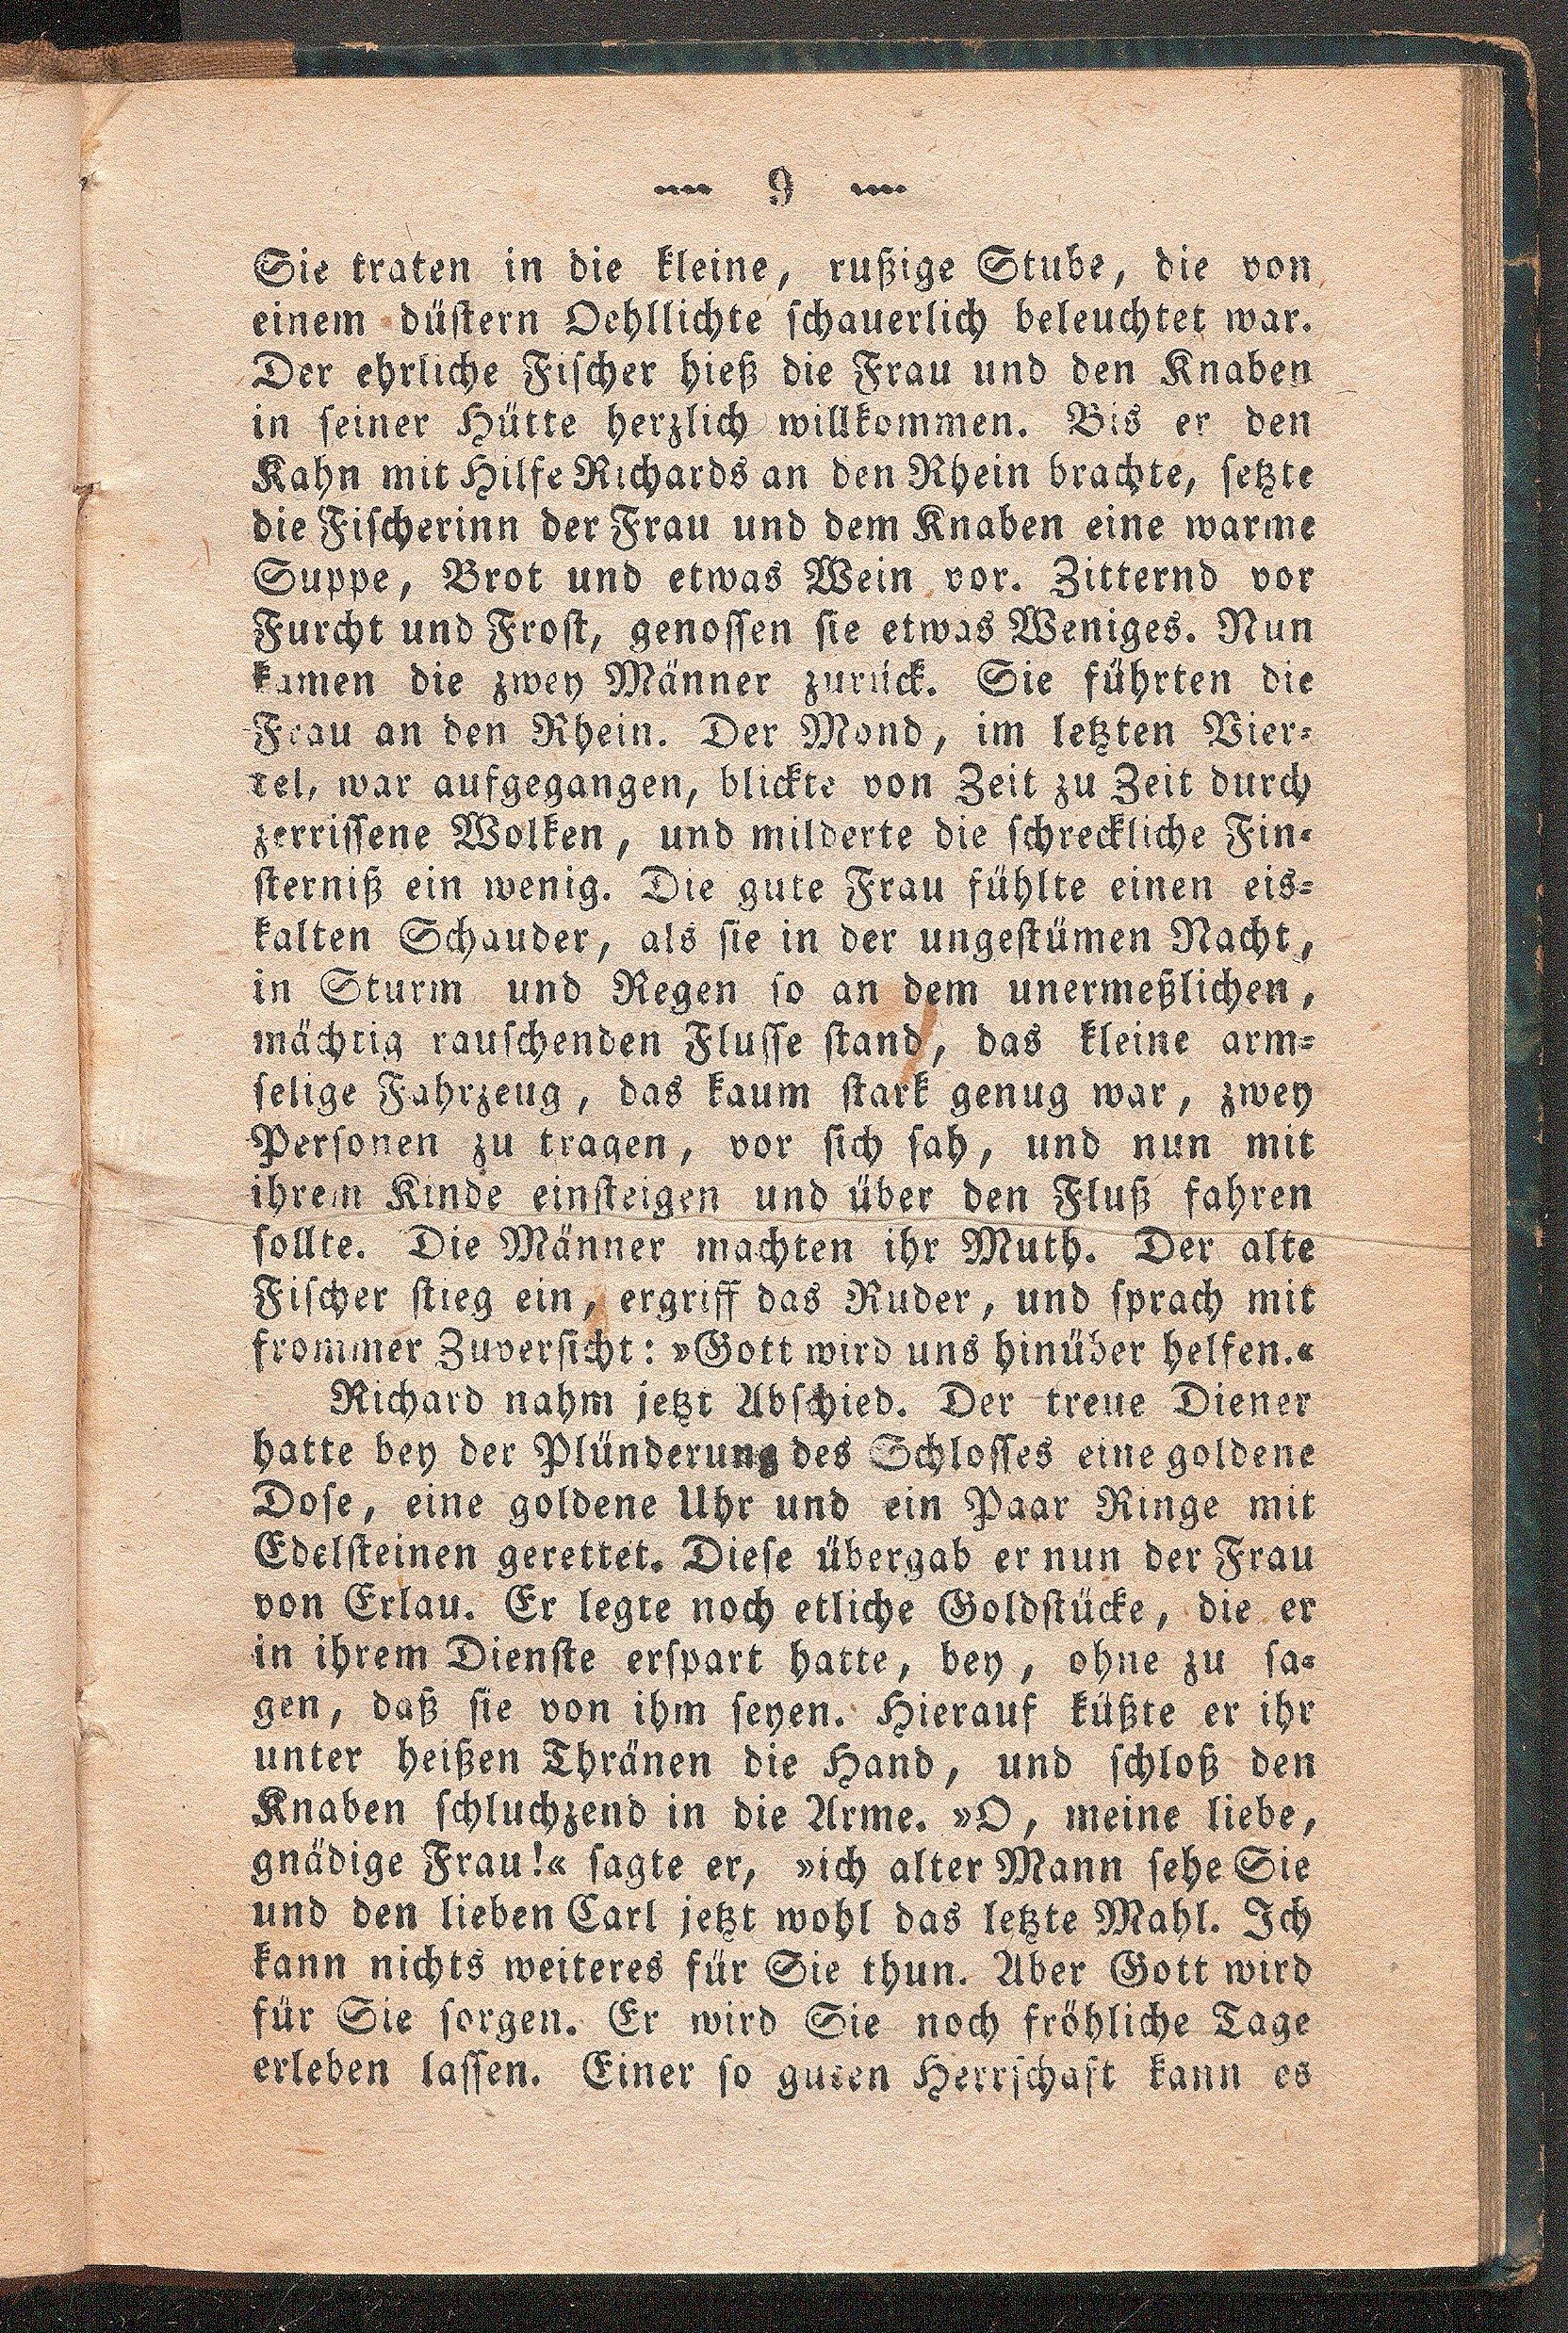 — 9 —
Sie traten in die kleine, rußige Stube, die von
einem düstern Oehllichte schauerlich beleuchtet war.
Der ehrliche Fischer hieß die Frau und den Knaben
in seiner Hütte herzlich willkommen. Bis er den
Kahn mit Hilfe Richards an den Rhein brachte, setzte
die Fischerinn der Frau und dem Knaben eine warme
Suppe, Brot und etwas Wein vor. Zitternd vor
Furcht und Frost, genossen sie etwas Weniges. Nun
kamen die zwey Männer zurück. Sie führten die
Frau an den Rhein. Der Mond, im letzten Vier-
tel, war aufgegangen, blickte von Zeit zu Zeit durch
zerrissene Wolken, und milderte die schreckliche Fin-
sterniß ein wenig. Die gute Frau fühlte einen eis-
kalten Schauder, als sie in der ungestümen Nacht,
in Sturm und Regen so an dem unermeßlichen,
mächtig rauschenden Flusse stand, das kleine arm-
selige Fahrzeug, das kaum stark genug war, zwey
Personen zu tragen, vor sich sah, und nun mit
ihrem Kinde einsteigen und über den Fluß fahren
sollte. Die Männer machten ihr Muth. Der alte
Fischer stieg ein, ergriff das Ruder, und sprach mit
frommer Zuversicht: »Gott wird uns hinüber helfen.«
Richard nahm jetzt Abschied. Der treue Diener
hatte bey der Plünderung des Schlosses eine goldene
Dose, eine goldene Uhr und ein Paar Ringe mit
Edelsteinen gerettet. Diese übergab er nun der Frau
von Erlau. Er legte noch etliche Goldstücke, die er
in ihrem Dienste erspart hatte, bey, ohne zu sa-
gen, daß sie von ihm seyen. Hierauf küßte er ihr
unter heißen Thränen die Hand, und schloß den
Knaben schluchzend in die Arme. »O, meine liebe,
gnädige Frau!« sagte er, »ich alter Mann sehe Sie
und den lieben Carl jetzt wohl das letzte Mahl. Ich
kann nichts weiteres für Sie thun. Aber Gott wird
für Sie sorgen. Er wird Sie noch fröhliche Tage
erleben lassen. Einer so guten Herrschaft kann es